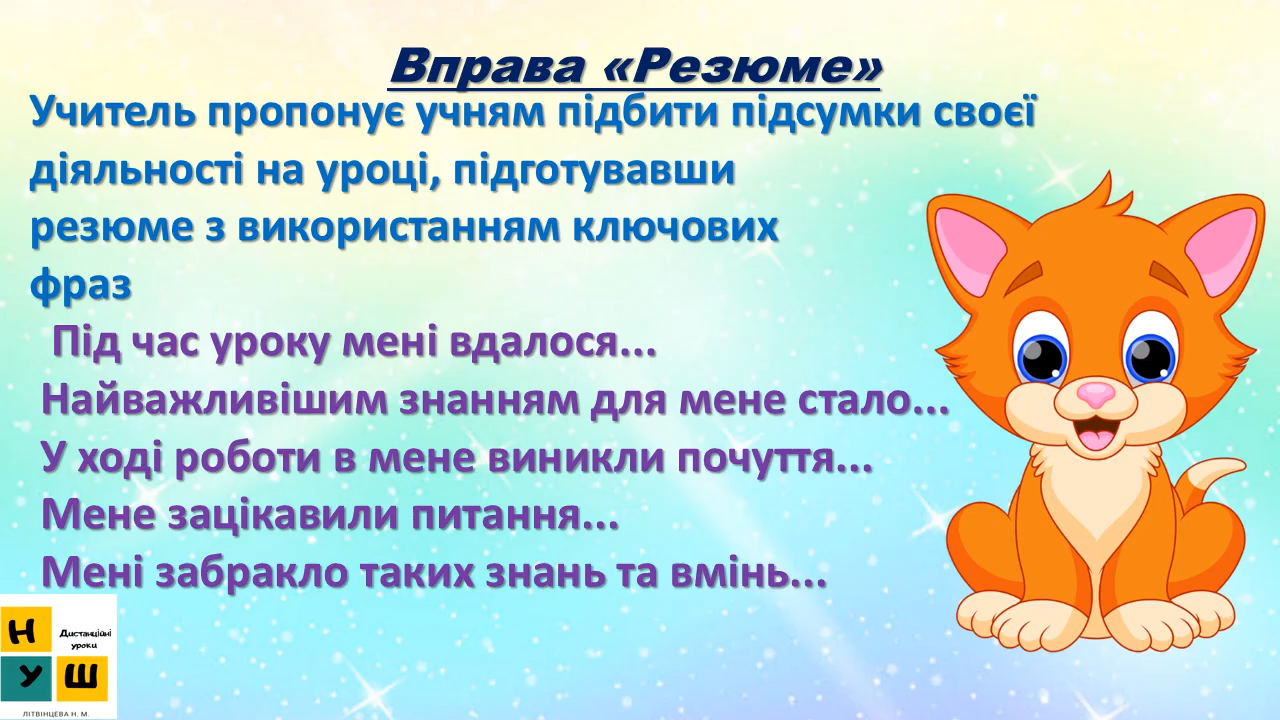 Вправа «Резюме»
Учитель пропонує учням підбити підсумки своєї
діяльності на уроці, підготувавши
резюме з використанням ключових
фраз
Під час уроку мені вдалося...
Найважливішим знанням для мене стало...
У ході роботи в мене виникли почуття...
Мене зацікавили питання...
Мені забракло таких знань та вмінь...
Н
Дистанційні
уроки
У Ш
ЛІТВІНЦЕВА Н. М.